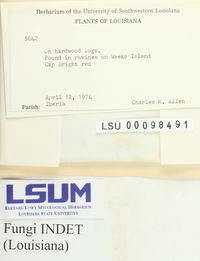 Herbarium of the University of Southwestern Louisiana
PLANTS OF LOUISIANA
5642
On hardwood logs.
Found in ravines on Weeks Island
Cap bright red
April 12, 1974
Parish: Iberia
Charles M. Allen
LSU 00098491
LSUM
Bernard Lowy Mycological Herbarium
Louisiana State University
Fungi INDET
(Louisiana)